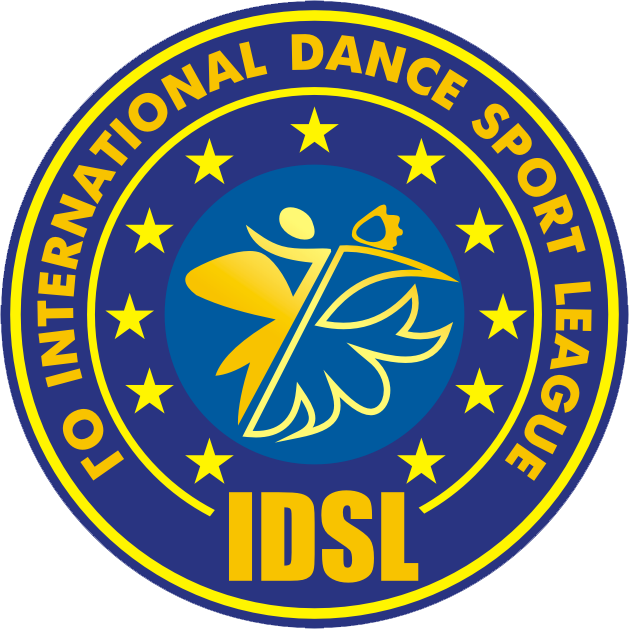 ГО INTERNATIONAL DANCE SPORT LEAGUE
IDSL